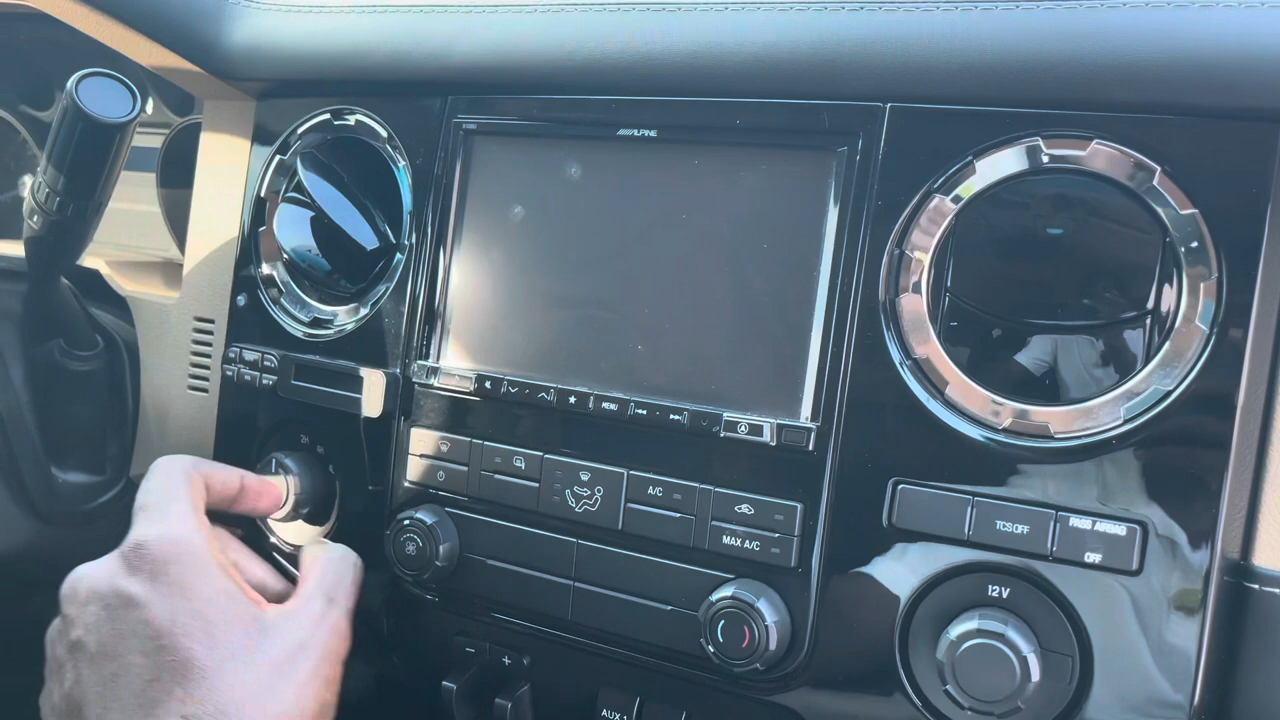 ALPINE
MENU
2H
A/C
MAX A/C
TCS OFF
PASS AIRBAG
OFF
12V
- +
AUX 1